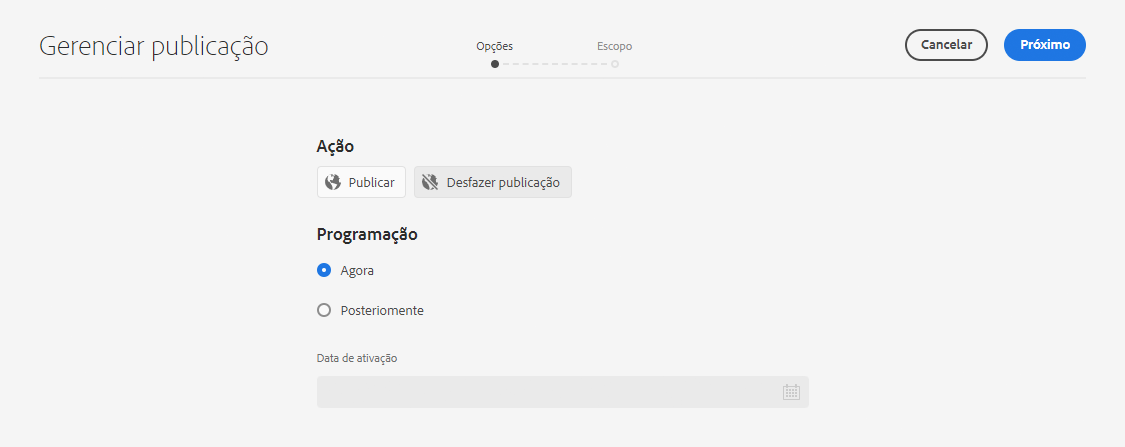 Gerenciar publicação
Opções
Escopo
Cancelar
Próximo
Ação
Publicar
Desfazer publicação
Programação
Agora
Posteriomente
Data de ativação